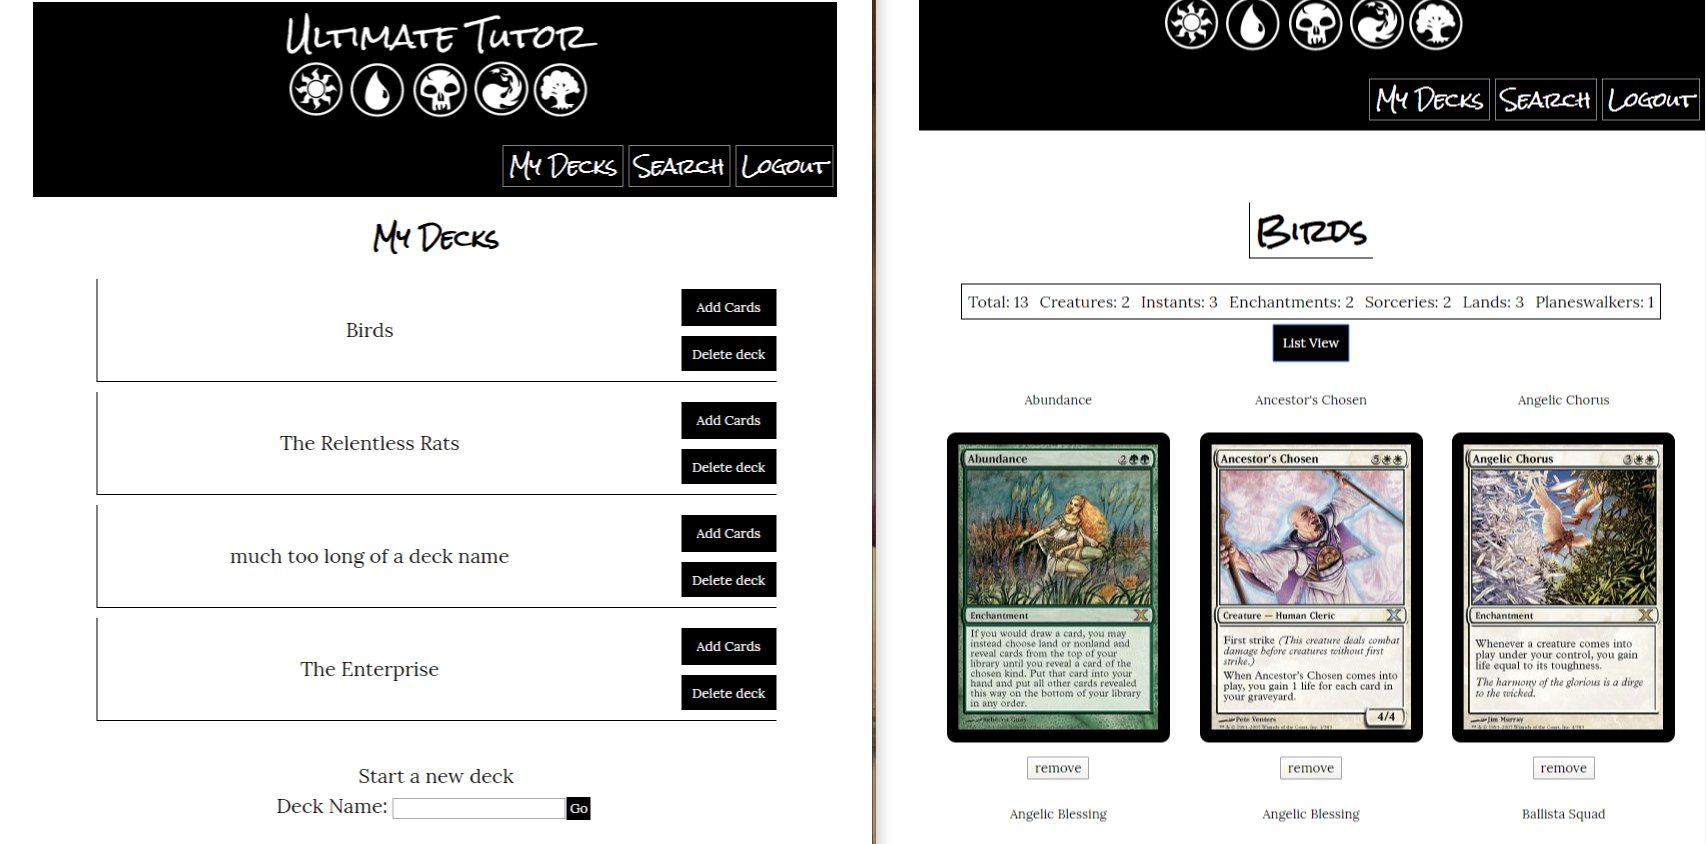 Ultimate Tutor
My Decks Search Logout
My Decks
Birds
Add Cards
Delete deck
The Relentless Rats
Add Cards
Delete deck
much too long of a deck name
Add Cards
Delete deck
The Enterprise
Add Cards
Delete deck
Start a new deck
Deck Name: Go
My Decks Search Logout
Birds
Total: 13 Creatures: 2 Instants: 3 Enchantments: 2 Sorceries: 2 Lands: 3 Planeswalkers: 1
List View
Abundance Ancestor's Chosen Angelic Chorus
Abundance 2
Enchantment
If you would draw a card, you may
instead choose land or nonland and
reveal cards from the top of your
library until you reveal a card of the
chosen kind. Put that card into your
hand and put all other cards revealed
this way on the bottom of your library
in any order.
Ancestor's Chosen 5
Creature — Human Cleric
First strike (This creature deals combat
damage before creatures without first
strike.)
When Ancestor's Chosen comes into
play, you gain 1 life for each card in
your graveyard.
Pete Venters
4/4
Angelic Chorus 3
Enchantment
Whenever a creature comes into
play under your control, you gain
life equal to its toughness.
The harmony of the glorious is a dirge
to the wicked.
Jim Murray
remove remove remove
Angelic Blessing Angelic Blessing Ballista Squad